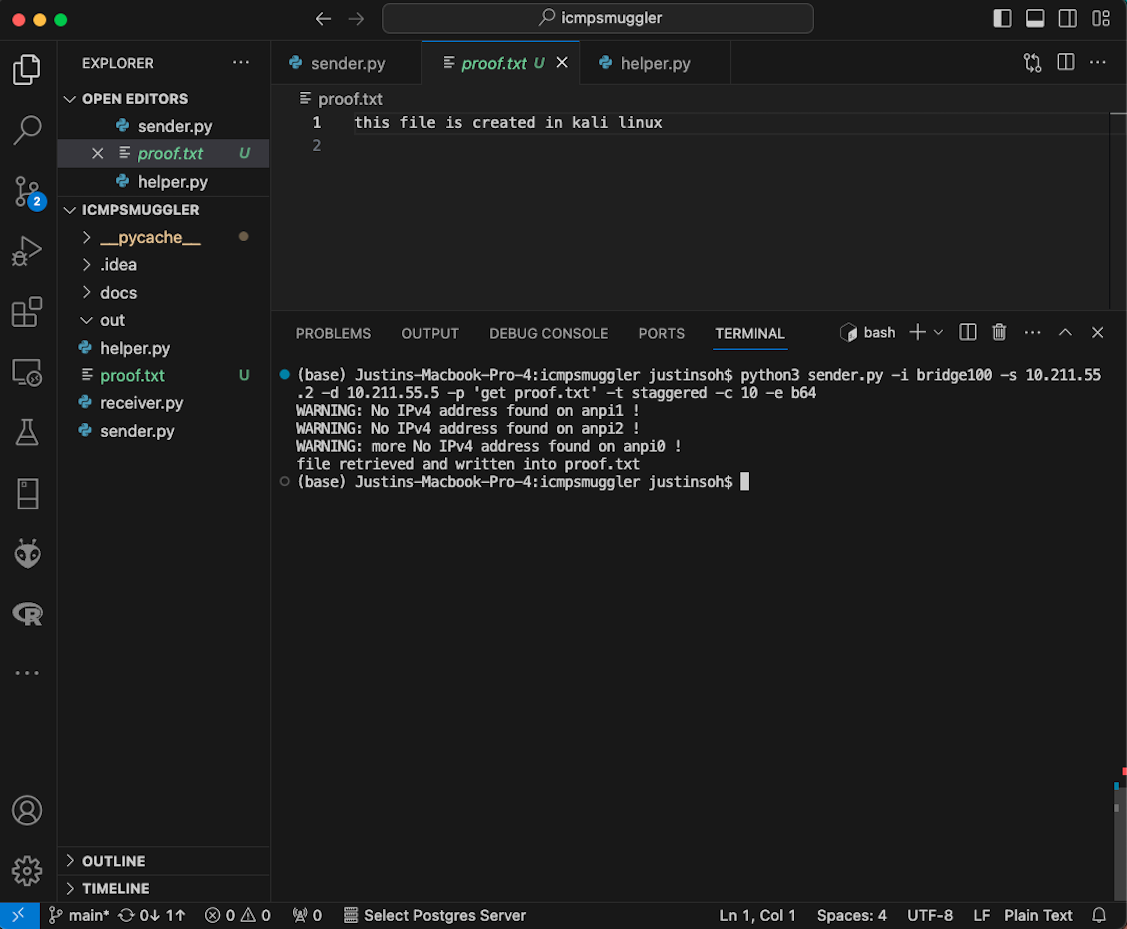 icmpsmuggler
EXPLORER
OPEN EDITORS
sender.py
proof.txt U
helper.py
ICMPSMUGGLER
__pycache__
.idea
docs
out
helper.py
proof.txt U
receiver.py
sender.py
OUTLINE
TIMELINE
2
sender.py proof.txt U helper.py
proof.txt
1 this file is created in kali linux
2
PROBLEMS OUTPUT DEBUG CONSOLE PORTS TERMINAL bash
(base) Justins-Macbook-Pro-4:icmpsmuggler justinsoh$ python3 sender.py -i bridge100 -s 10.211.55
.2 -d 10.211.55.5 -p 'get proof.txt' -t staggered -c 10 -e b64
WARNING: No IPv4 address found on anpi1 !
WARNING: No IPv4 address found on anpi2 !
WARNING: more No IPv4 address found on anpi0 !
file retrieved and written into proof.txt
(base) Justins-Macbook-Pro-4:icmpsmuggler justinsoh$
main* 0↓ 1↑ 0 0 0 Select Postgres Server Ln 1, Col 1 Spaces: 4 UTF-8 LF Plain Text